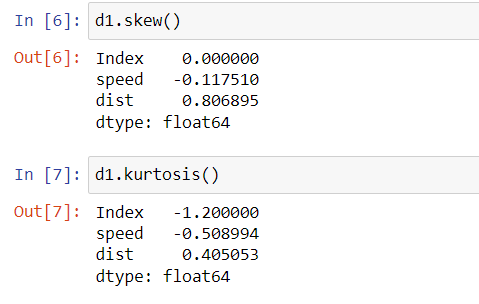 In [6]: d1.skew()
Out[6]: Index    0.000000
speed   -0.117510
dist     0.806895
dtype: float64
In [7]: d1.kurtosis()
Out[7]: Index   -1.200000
speed   -0.508994
dist     0.405053
dtype: float64